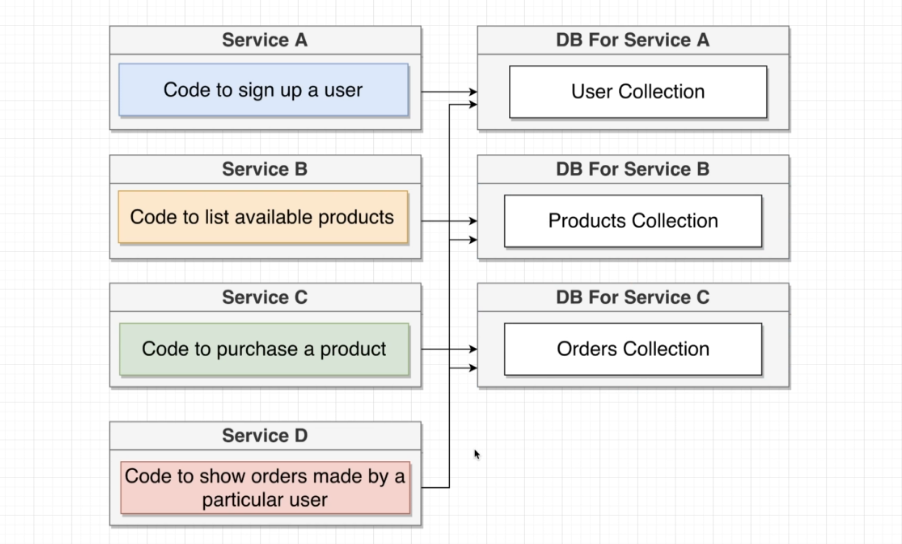 Service A
Code to sign up a user
DB For Service A
User Collection
Service B
Code to list available products
DB For Service B
Products Collection
Service C
Code to purchase a product
DB For Service C
Orders Collection
Service D
Code to show orders made by a
particular user